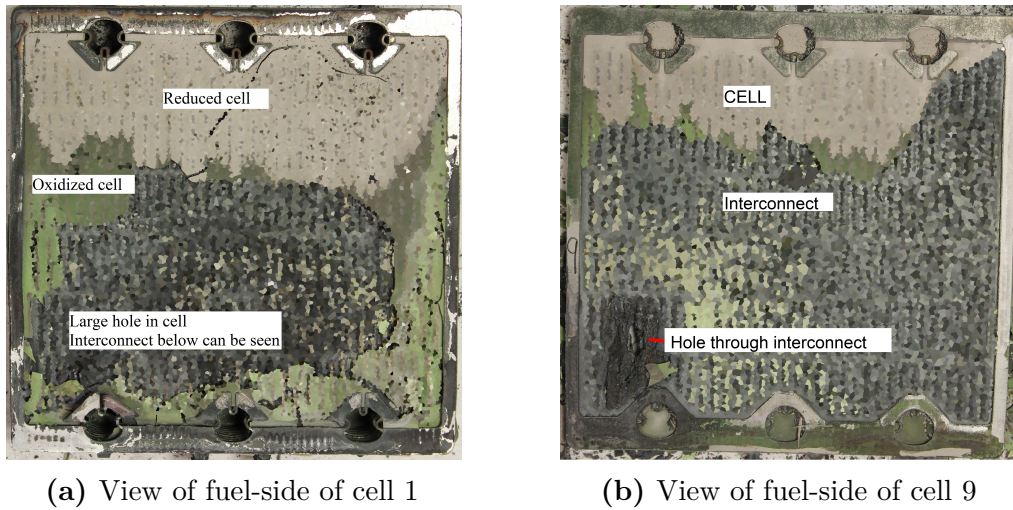 Reduced cell
Oxidized cell
Large hole in cell
Interconnect below can be seen
CELL
Interconnect
Hole through interconnect
(a) View of fuel-side of cell 1
(b) View of fuel-side of cell 9